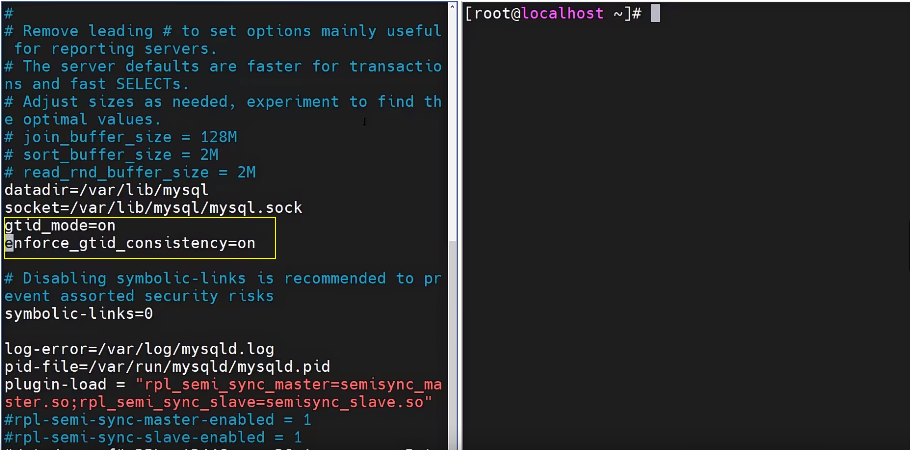 #
# Remove leading # to set options mainly useful
 for reporting servers.
# The server defaults are faster for transactio
ns and fast SELECTs.
# Adjust sizes as needed, experiment to find th
e optimal values.
# join_buffer_size = 128M
# sort_buffer_size = 2M
# read_rnd_buffer_size = 2M
datadir=/var/lib/mysql
socket=/var/lib/mysql/mysql.sock
gtid_mode=on
enforce_gtid_consistency=on
# Disabling symbolic-links is recommended to pr
event assorted security risks
symbolic-links=0
log-error=/var/log/mysqld.log
pid-file=/var/run/mysqld/mysqld.pid
plugin-load = "rpl_semi_sync_master=semisync_ma
ster.so;rpl_semi_sync_slave=semisync_slave.so"
#rpl-semi-sync-master-enabled = 1
#rpl-semi-sync-slave-enabled = 1
[root@localhost ~]#